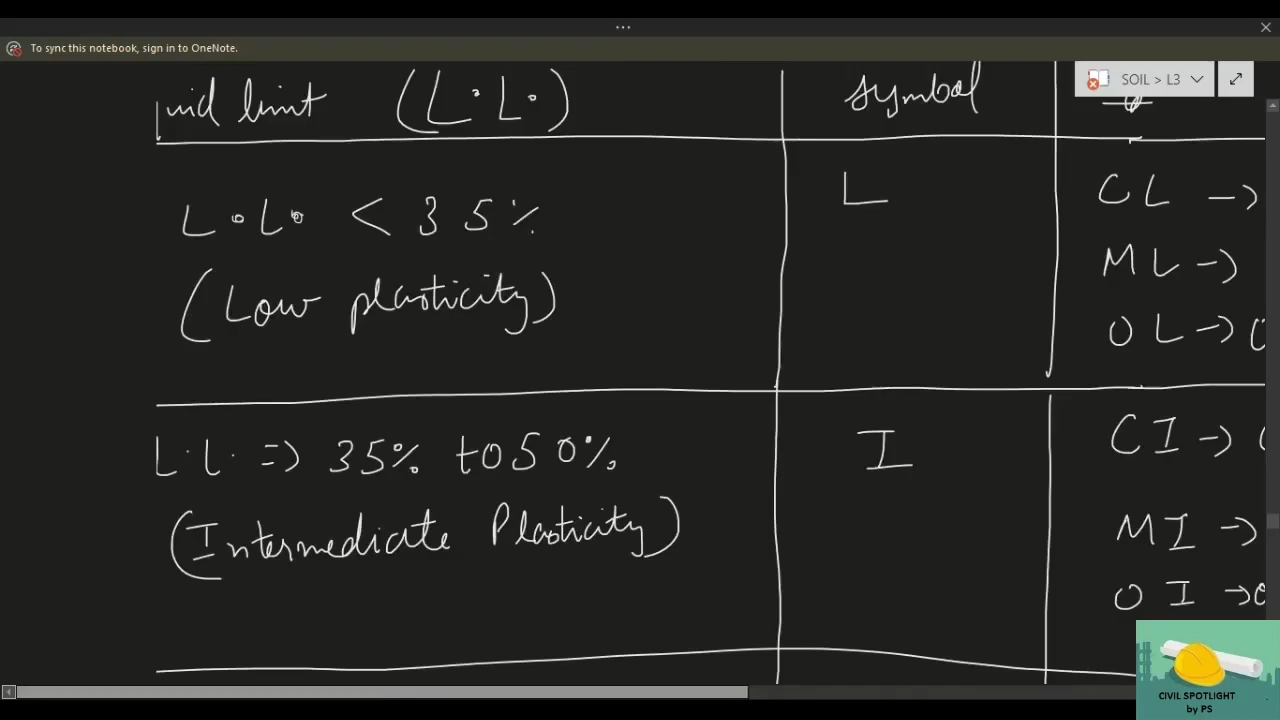 To sync this notebook, sign in to OneNote.
SOIL > L3
limit (L.L.)
Symbol
L.L. < 35%
(Low plasticity)
L
CL →
ML →
OL → O
L.L. => 35% to 50%
(Intermediate Plasticity)
I
CI →
MI →
OI →
CIVIL SPOTLIGHT
by PS